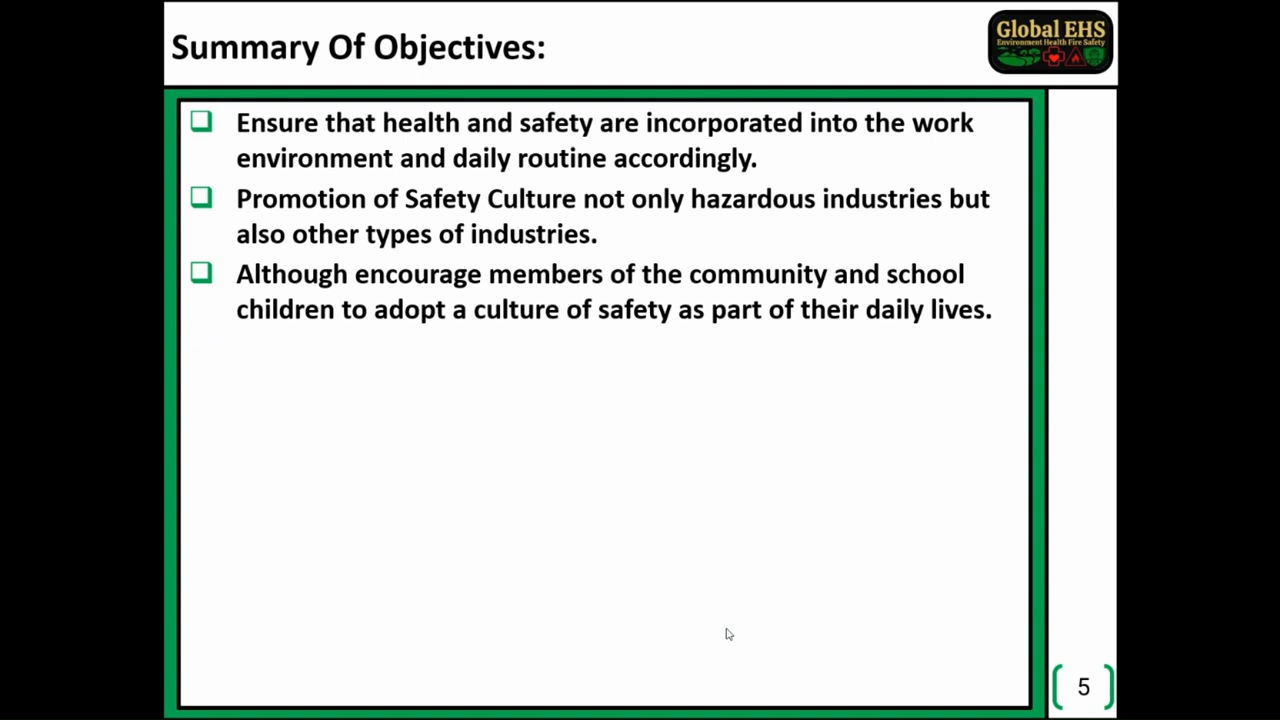 Summary Of Objectives:
Global EHS
Environment Health Fire Safety
Ensure that health and safety are incorporated into the work
environment and daily routine accordingly.
Promotion of Safety Culture not only hazardous industries but
also other types of industries.
Although encourage members of the community and school
children to adopt a culture of safety as part of their daily lives.
5